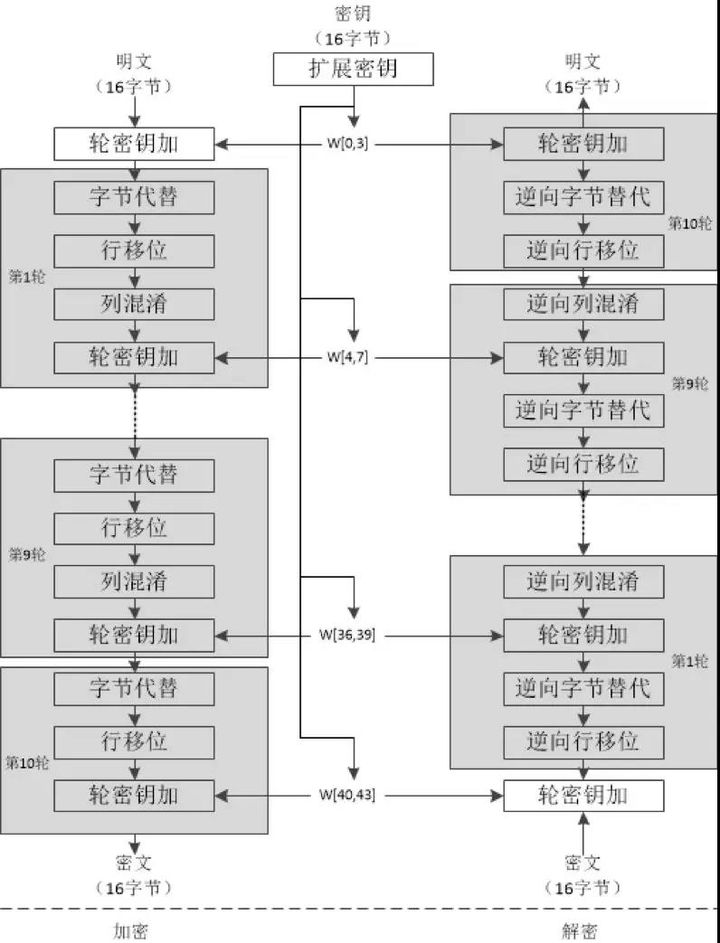 密钥
（16字节）
扩展密钥
明文
（16字节）
轮密钥加
第1轮
字节代替
行移位
列混淆
轮密钥加
第9轮
字节代替
行移位
列混淆
轮密钥加
第10轮
字节代替
行移位
轮密钥加
密文
（16字节）
加密
W[0,3]
W[4,7]
W[36,39]
W[40,43]
明文
（16字节）
轮密钥加
逆向字节替代
逆向行移位
第10轮
逆向列混淆
轮密钥加
逆向字节替代
逆向行移位
第9轮
逆向列混淆
轮密钥加
逆向字节替代
逆向行移位
第1轮
轮密钥加
密文
（16字节）
解密